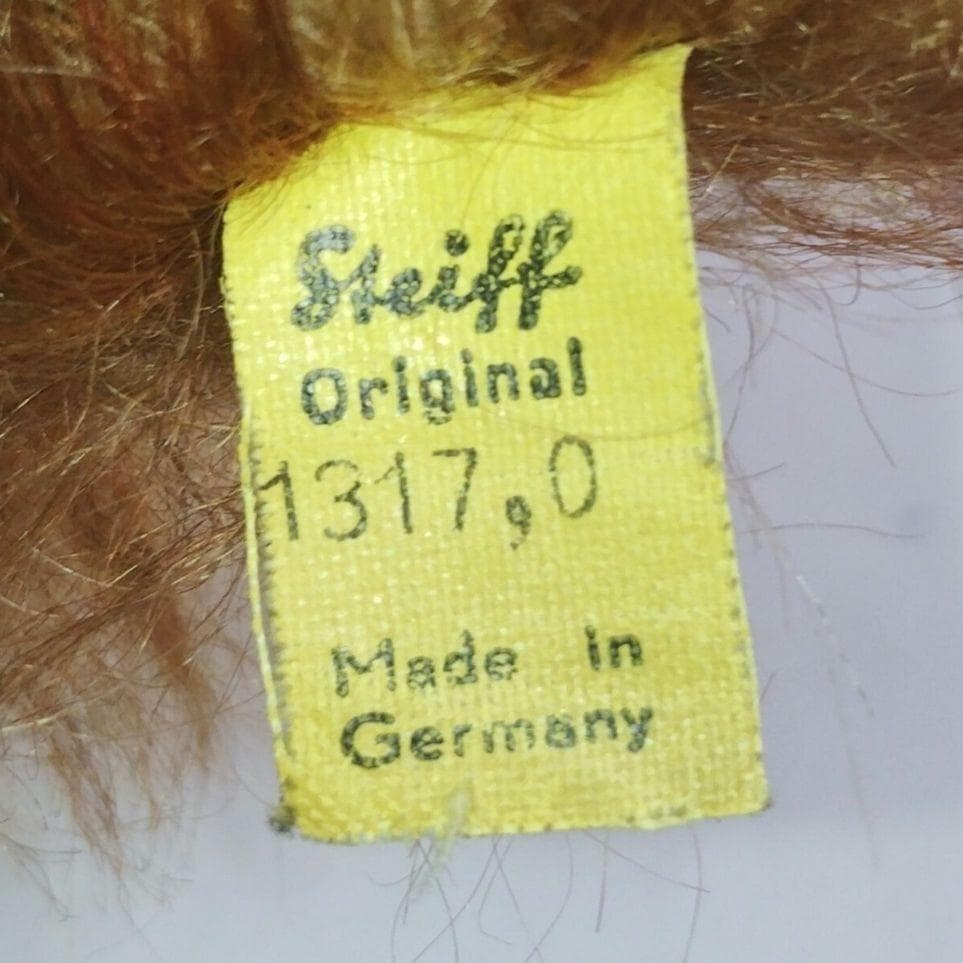 Steiff
Original
1317,0
Made in
Germany